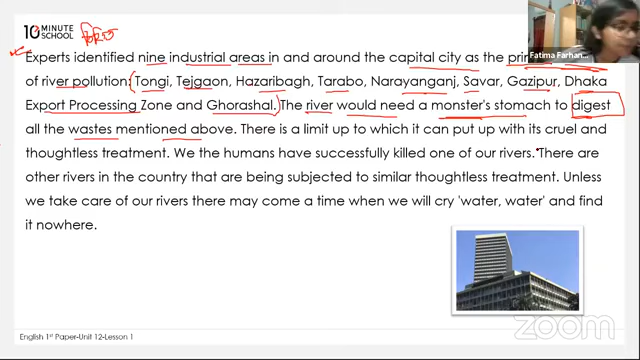 10 MINUTE
SCHOOL
Fatima Farhan
Experts identified nine industrial areas in and around the capital city as the
of river pollution: Tongi, Tejgaon, Hazaribagh, Tarabo, Narayanganj, Savar, Gazipur, Dhaka
Export Processing Zone and Ghorashal. The river would need a monster's stomach to digest
all the wastes mentioned above. There is a limit up to which it can put up with its cruel and
thoughtless treatment. We the humans have successfully killed one of our rivers. There are
other rivers in the country that are being subjected to similar thoughtless treatment. Unless
we take care of our rivers there may come a time when we will cry 'water, water' and find
it nowhere.
zoom
English 1st Paper-Unit 12-Lesson 1